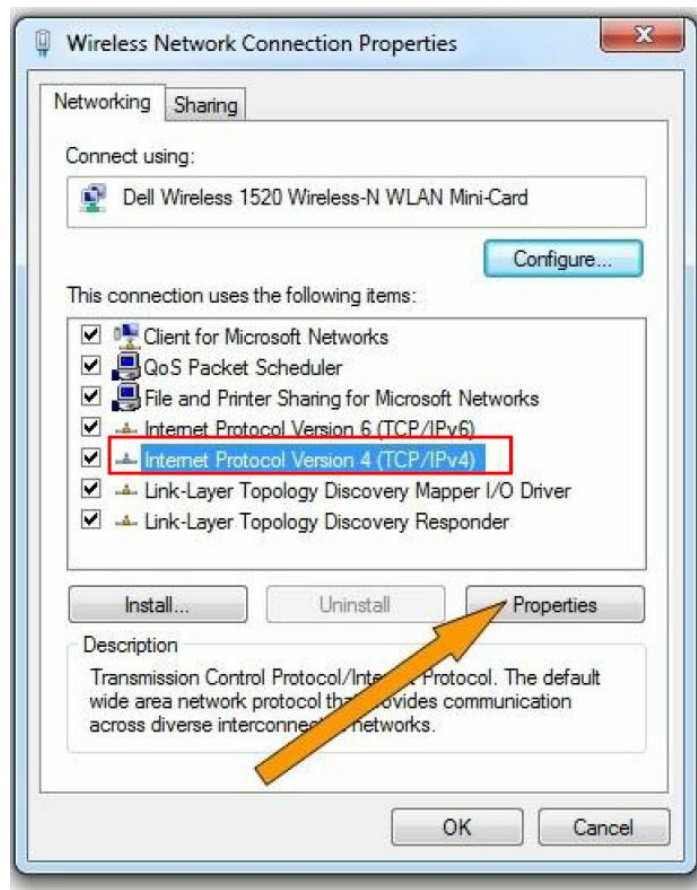 Wireless Network Connection Properties
Networking
Sharing
Connect using:
Dell Wireless 1520 Wireless-N WLAN Mini-Card
Configure...
This connection uses the following items:
Client for Microsoft Networks
QoS Packet Scheduler
File and Printer Sharing for Microsoft Networks
Internet Protocol Version 6 (TCP/IPv6)
Internet Protocol Version 4 (TCP/IPv4)
Link-Layer Topology Discovery Mapper I/O Driver
Link-Layer Topology Discovery Responder
Install...
Uninstall
Properties
Description
Transmission Control Protocol/Internet Protocol. The default
wide area network protocol that provides communication
across diverse interconnected networks.
OK
Cancel